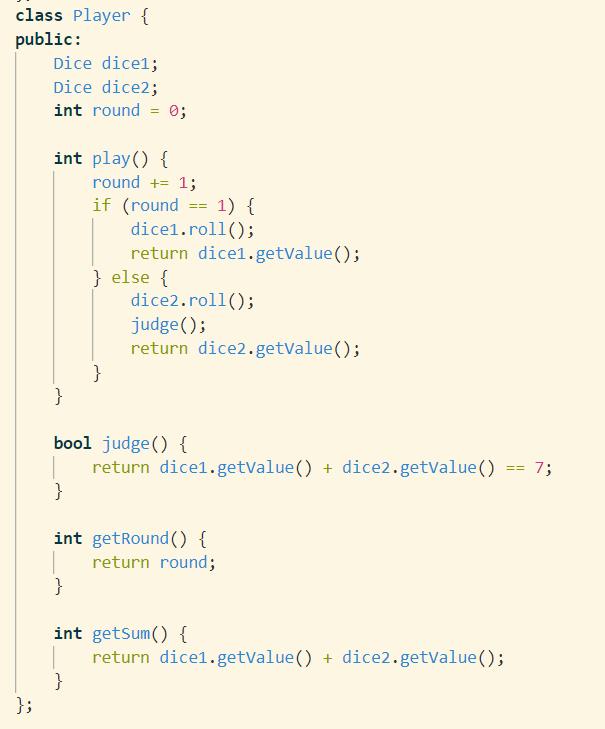 class Player {
public:
    Dice dice1;
    Dice dice2;
    int round = 0;

    int play() {
        round += 1;
        if (round == 1) {
            dice1.roll();
            return dice1.getValue();
        } else {
            dice2.roll();
            judge();
            return dice2.getValue();
        }
    }

    bool judge() {
        return dice1.getValue() + dice2.getValue() == 7;
    }

    int getRound() {
        return round;
    }

    int getSum() {
        return dice1.getValue() + dice2.getValue();
    }
};